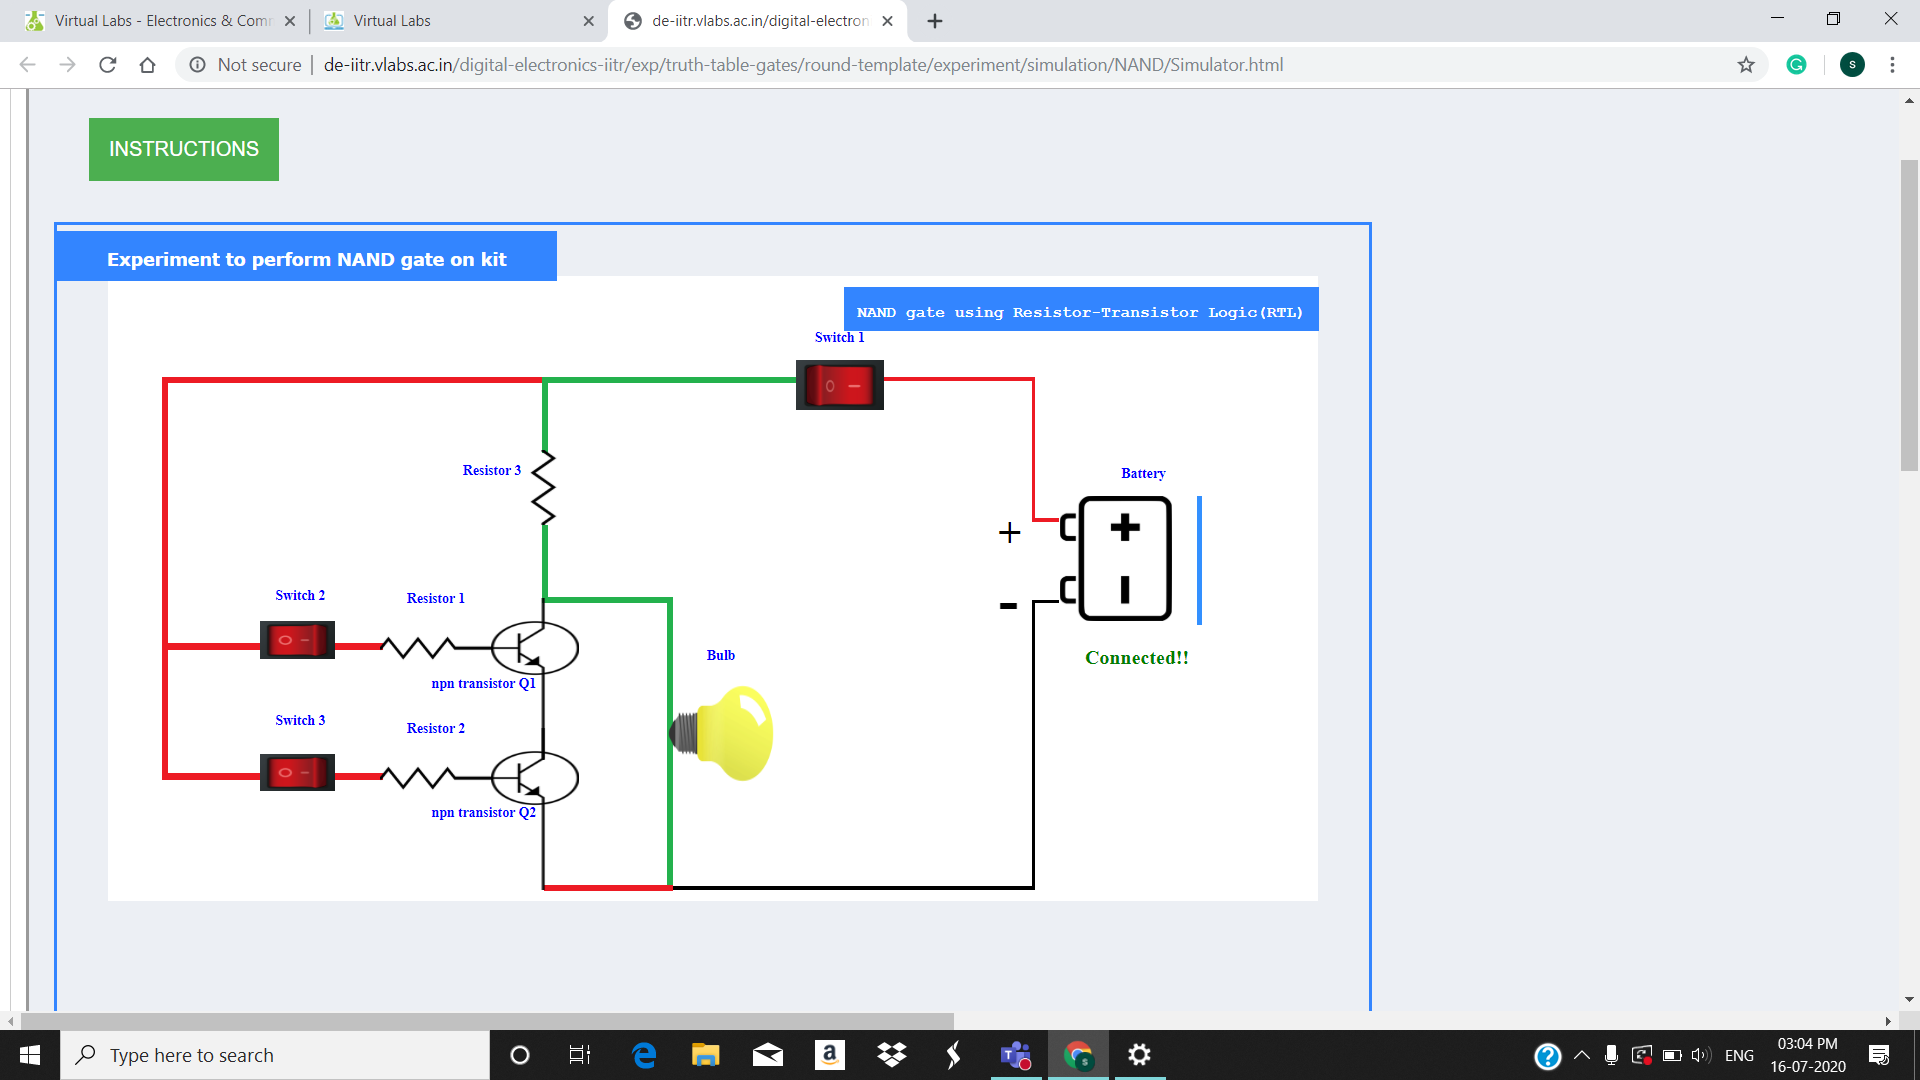 Virtual Labs - Electronics & Com
Virtual Labs
de-iitr.vlabs.ac.in/digital-electron
Not secure | de-iitr.vlabs.ac.in/digital-electronics-iitr/exp/truth-table-gates/round-template/experiment/simulation/NAND/Simulator.html
S
INSTRUCTIONS
Experiment to perform NAND gate on kit
NAND gate using Resistor-Transistor Logic(RTL)
Switch 1
Resistor 3
Battery
+
+
-
-
Switch 2
Resistor 1
npn transistor Q1
Bulb
Connected!!
Switch 3
Resistor 2
npn transistor Q2
Type here to search
ENG
03:04 PM
16-07-2020